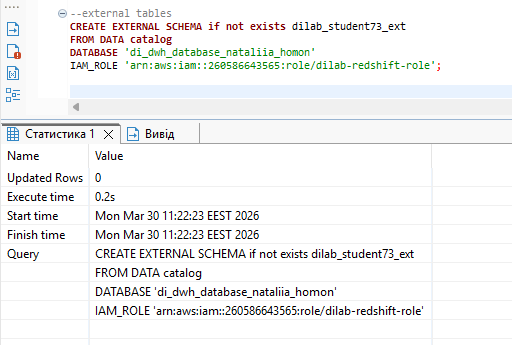 --external tables
CREATE EXTERNAL SCHEMA if not exists dilab_student73_ext
FROM DATA catalog
DATABASE 'di_dwh_database_nataliia_homon'
IAM_ROLE 'arn:aws:iam::260586643565:role/dilab-redshift-role';
Статистика 1
Вивід
Name Value
Updated Rows 0
Execute time 0.2s
Start time Mon Mar 30 11:22:23 EEST 2026
Finish time Mon Mar 30 11:22:23 EEST 2026
Query CREATE EXTERNAL SCHEMA if not exists dilab_student73_ext
FROM DATA catalog
DATABASE 'di_dwh_database_nataliia_homon'
IAM_ROLE 'arn:aws:iam::260586643565:role/dilab-redshift-role'